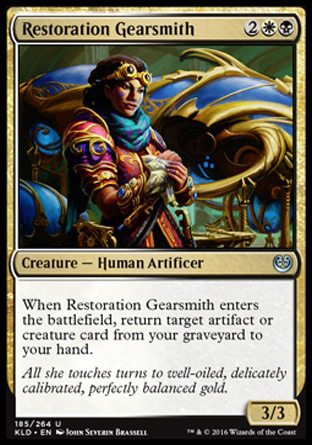 Restoration Gearsmith 2
Creature — Human Artificer
When Restoration Gearsmith enters
the battlefield, return target artifact or
creature card from your graveyard to
your hand.
All she touches turns to well-oiled, delicately
calibrated, perfectly balanced gold.
3/3
185/264 U
KLD • EN John Severin Brassell
™ & © 2016 Wizards of the Coast